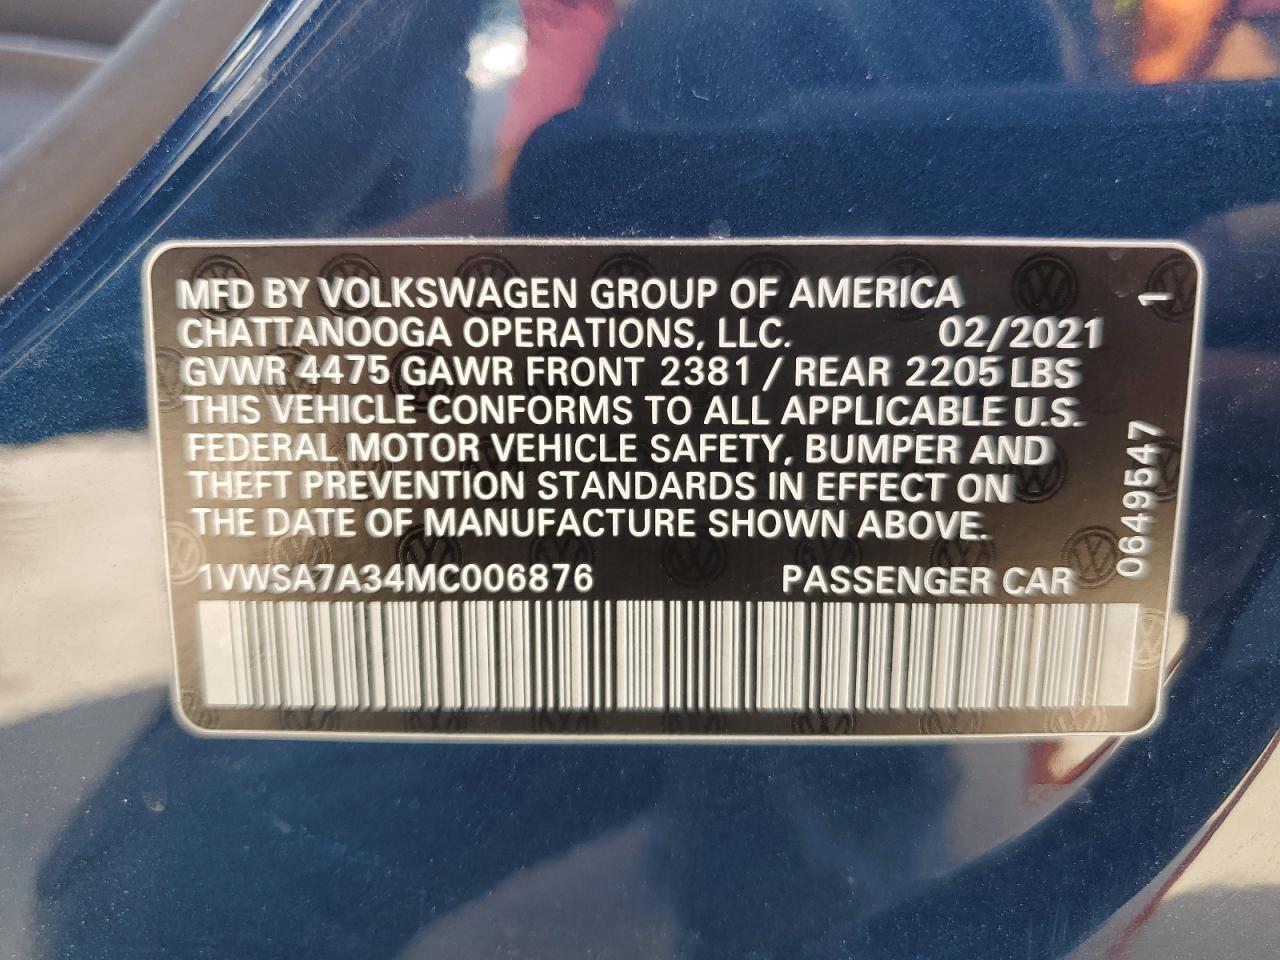 MFD BY VOLKSWAGEN GROUP OF AMERICA
CHATTANOOGA OPERATIONS, LLC. 02/2021 1
GVWR 4475 GAWR FRONT 2381 / REAR 2205 LBS
THIS VEHICLE CONFORMS TO ALL APPLICABLE U.S.
FEDERAL MOTOR VEHICLE SAFETY, BUMPER AND
THEFT PREVENTION STANDARDS IN EFFECT ON
THE DATE OF MANUFACTURE SHOWN ABOVE.
1VWSA7A34MC006876 PASSENGER CAR
0649547